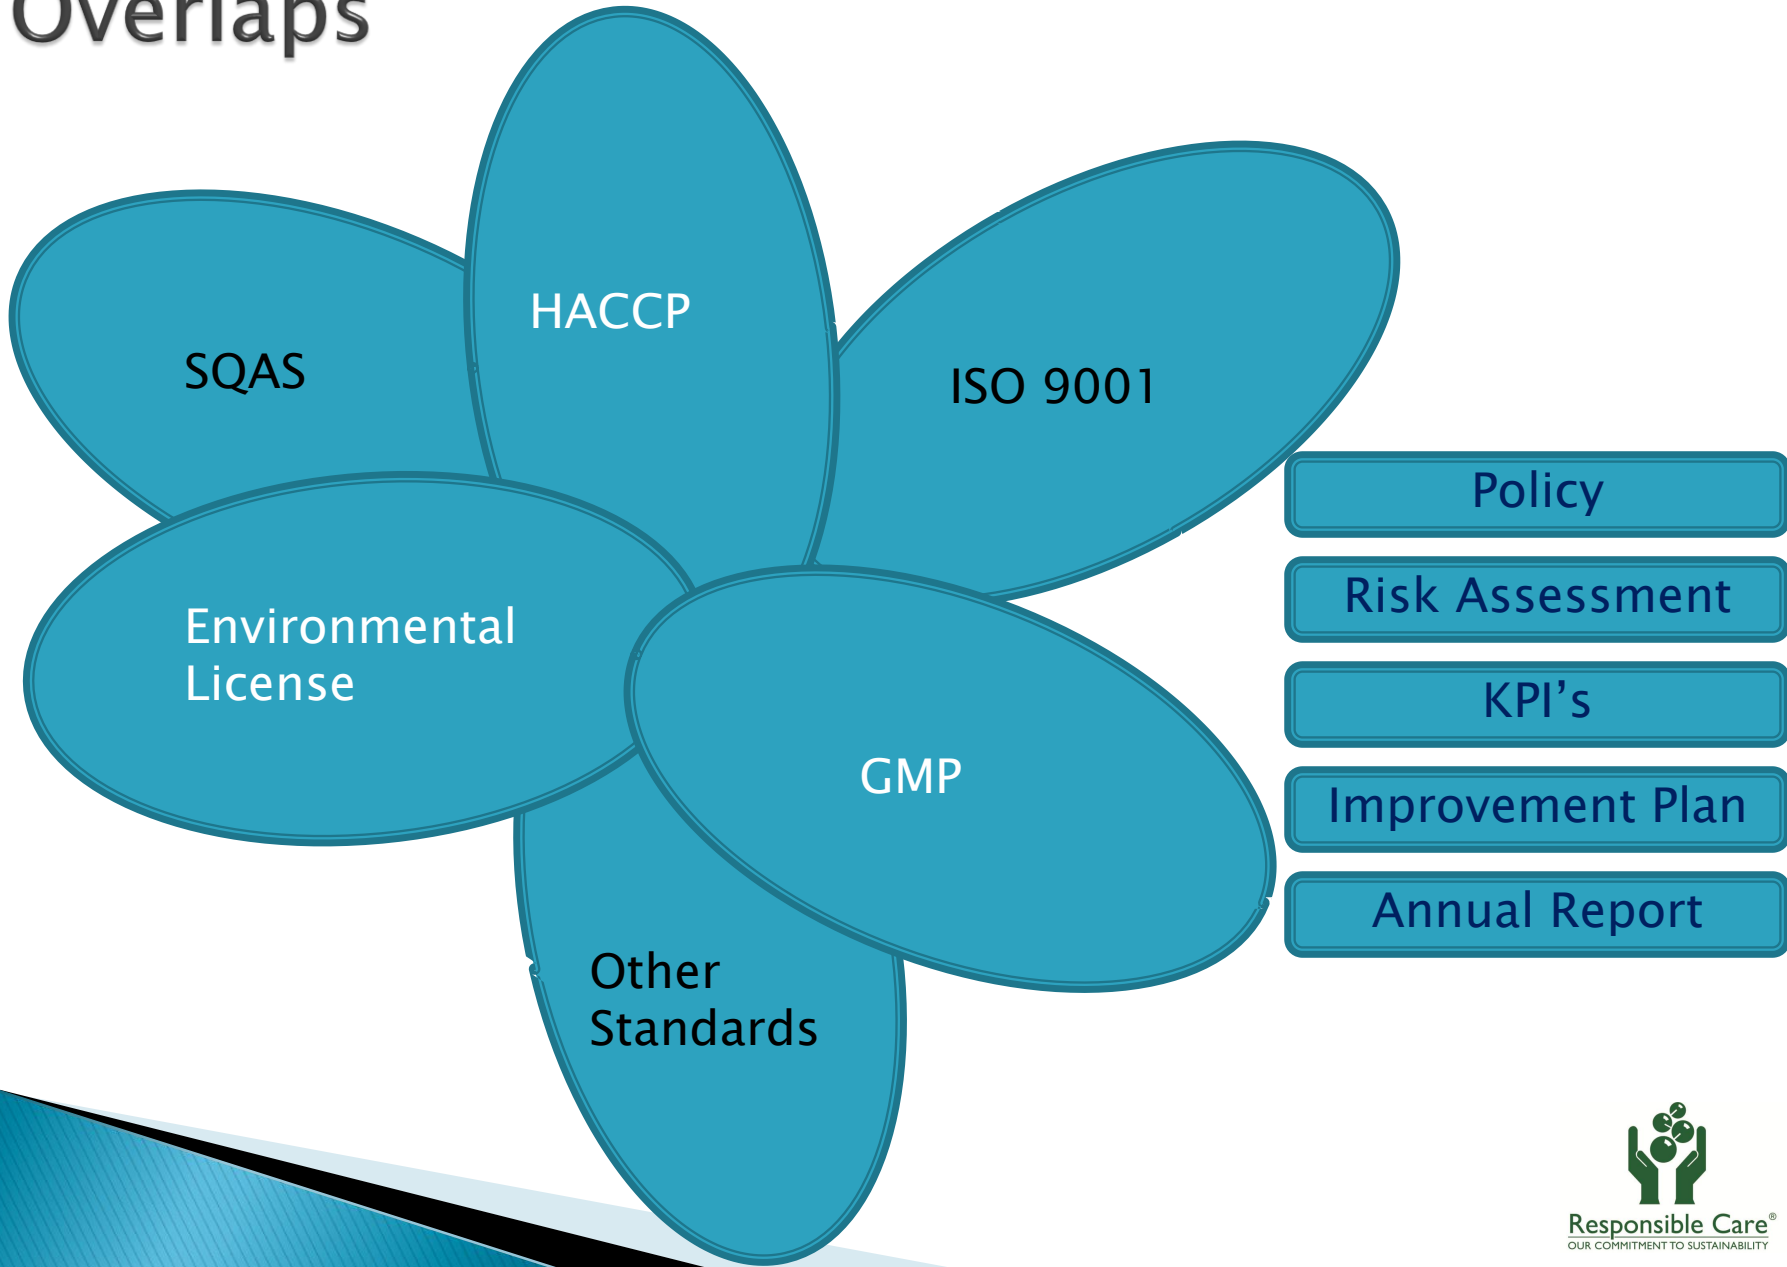 Overlaps
HACCP
SQAS
ISO 9001
Environmental
License
GMP
Other
Standards
Policy
Risk Assessment
KPI’s
Improvement Plan
Annual Report
Responsible Care®
OUR COMMITMENT TO SUSTAINABILITY